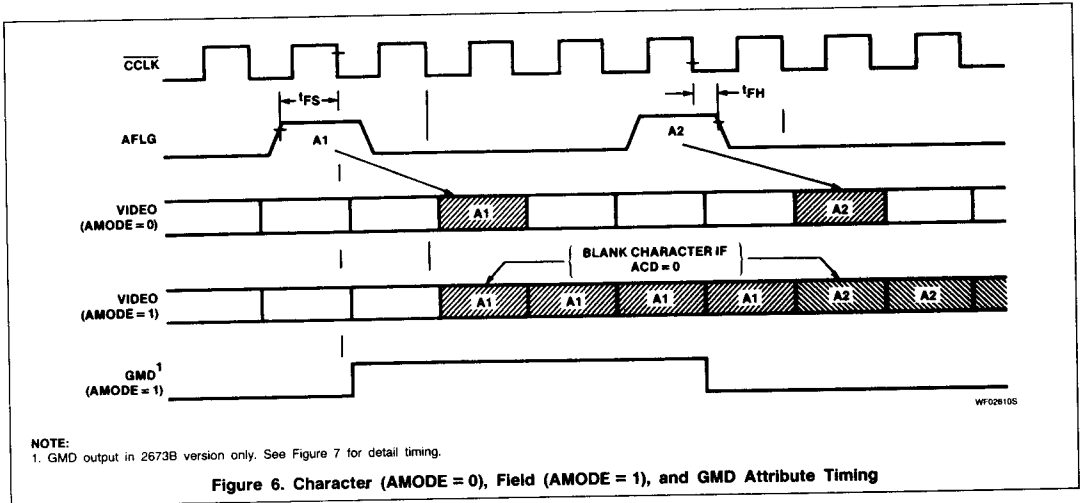 CCLK
tFS
tFH
AFLG
A1
A2
VIDEO
(AMODE = 0)
A1
A2
BLANK CHARACTER IF
ACD = 0
VIDEO
(AMODE = 1)
A1
A1
A1
A1
A2
A2
GMD1
(AMODE = 1)
WF02610S
NOTE:
1. GMD output in 2673B version only. See Figure 7 for detail timing.
Figure 6. Character (AMODE = 0), Field (AMODE = 1), and GMD Attribute Timing